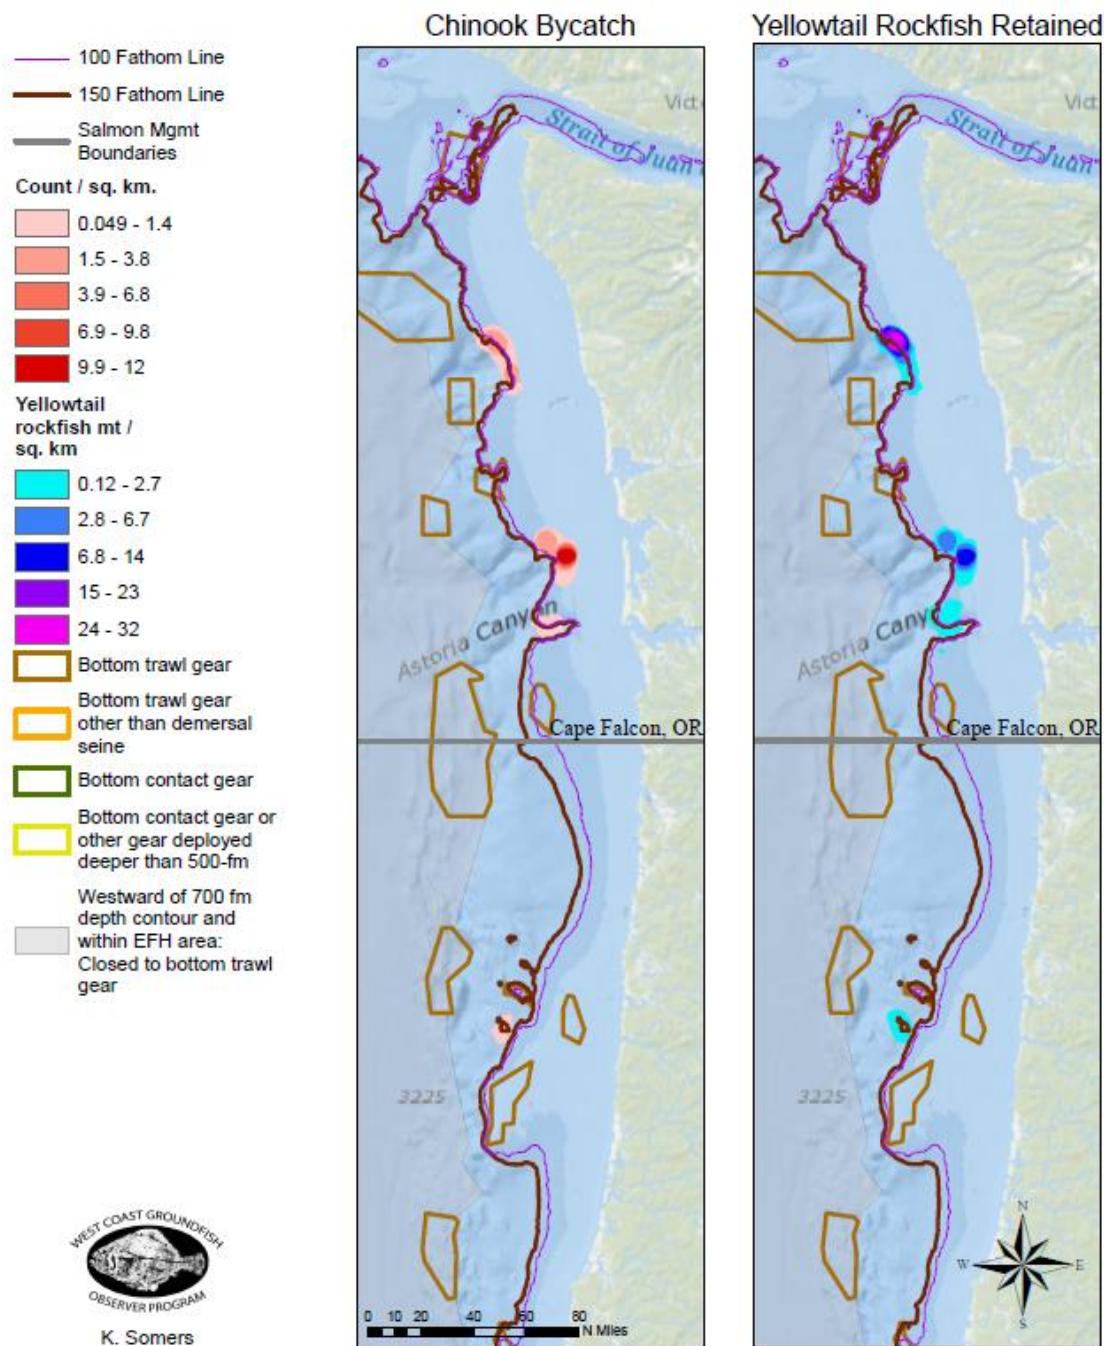 Chinook Bycatch
Yellowtail Rockfish Retained
100 Fathom Line
150 Fathom Line
Salmon Mgmt
Boundaries
Count / sq. km.
0.049 - 1.4
1.5 - 3.8
3.9 - 6.8
6.9 - 9.8
9.9 - 12
Yellowtail
rockfish mt /
sq. km
0.12 - 2.7
2.8 - 6.7
6.8 - 14
15 - 23
24 - 32
Bottom trawl gear
Bottom trawl gear
other than demersal
seine
Bottom contact gear
Bottom contact gear or
other gear deployed
deeper than 500-fm
Westward of 700 fm
depth contour and
within EFH area:
Closed to bottom trawl
gear
WEST COAST GROUNDFISH
OBSERVER PROGRAM
K. Somers
Vict
Strait of Juan
Astoria Canyon
Cape Falcon, OR
3225
0 10 20 40 60 80
N Miles
Vict
Strait of Juan
Astoria Cany
Cape Falcon, OR
3225
N
W E
S